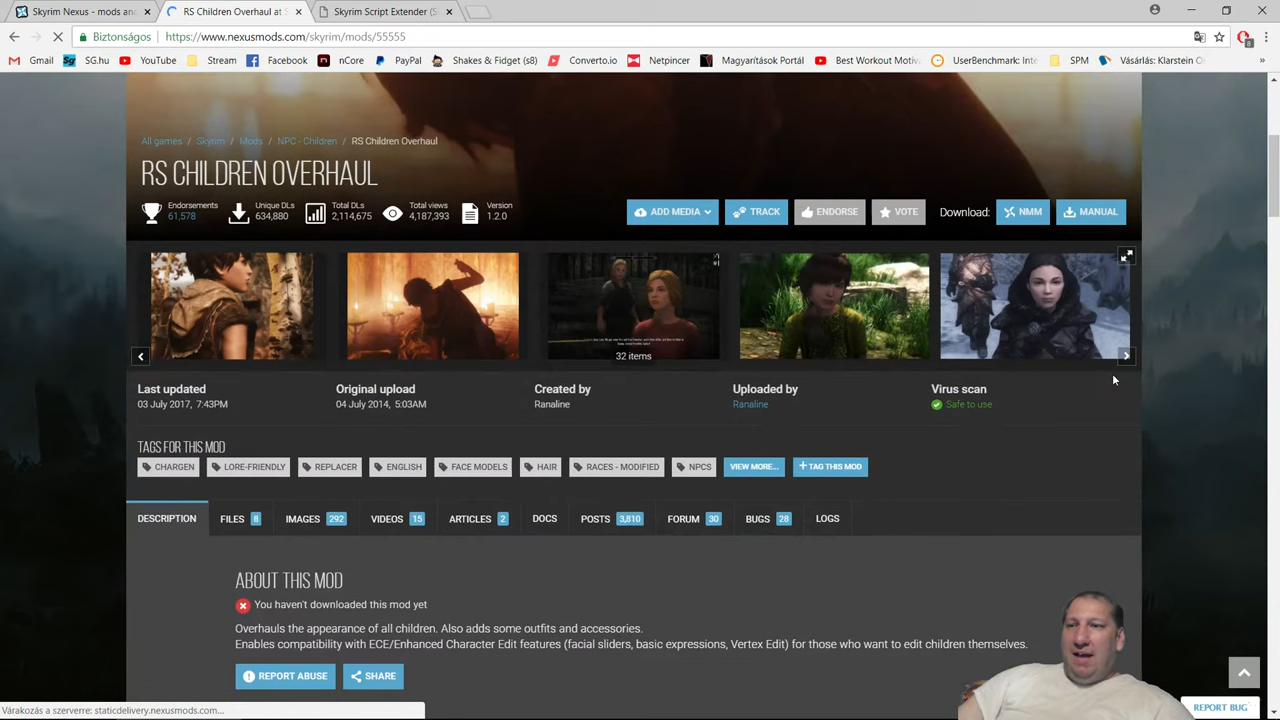 Skyrim Nexus - mods and
RS Children Overhaul at S
Skyrim Script Extender (S
Biztonságos
https://www.nexusmods.com/skyrim/mods/55555
Gmail
SG.hu
YouTube
Stream
Facebook
nCore
PayPal
Shakes & Fidget (s8)
Converto.io
Netpincer
Magyarítások Portál
Best Workout Motiv
UserBenchmark: Inte
SPM
Vásárlás: Klarstein O
All games / Skyrim / Mods / NPC - Children / RS Children Overhaul
RS CHILDREN OVERHAUL
Endorsements
61,578
Unique DLs
634,880
Total DLs
2,114,675
Total views
4,187,393
Version
1.2.0
ADD MEDIA
TRACK
ENDORSE
VOTE
Download:
NMM
MANUAL
32 items
Last updated
03 July 2017, 7:43PM
Original upload
04 July 2014, 5:03AM
Created by
Ranaline
Uploaded by
Ranaline
Virus scan
Safe to use
TAGS FOR THIS MOD
CHARGEN
LORE-FRIENDLY
REPLACER
ENGLISH
FACE MODELS
HAIR
RACES - MODIFIED
NPCS
VIEW MORE...
+ TAG THIS MOD
DESCRIPTION
FILES 8
IMAGES 292
VIDEOS 15
ARTICLES 2
DOCS
POSTS 3,810
FORUM 30
BUGS 28
LOGS
ABOUT THIS MOD
You haven't downloaded this mod yet
Overhauls the appearance of all children. Also adds some outfits and accessories.
Enables compatibility with ECE/Enhanced Character Edit features (facial sliders, basic expressions, Vertex Edit) for those who want to edit children themselves.
REPORT ABUSE
SHARE
Várakozás a szerverre: staticdelivery.nexusmods.com...
REPORT BUG